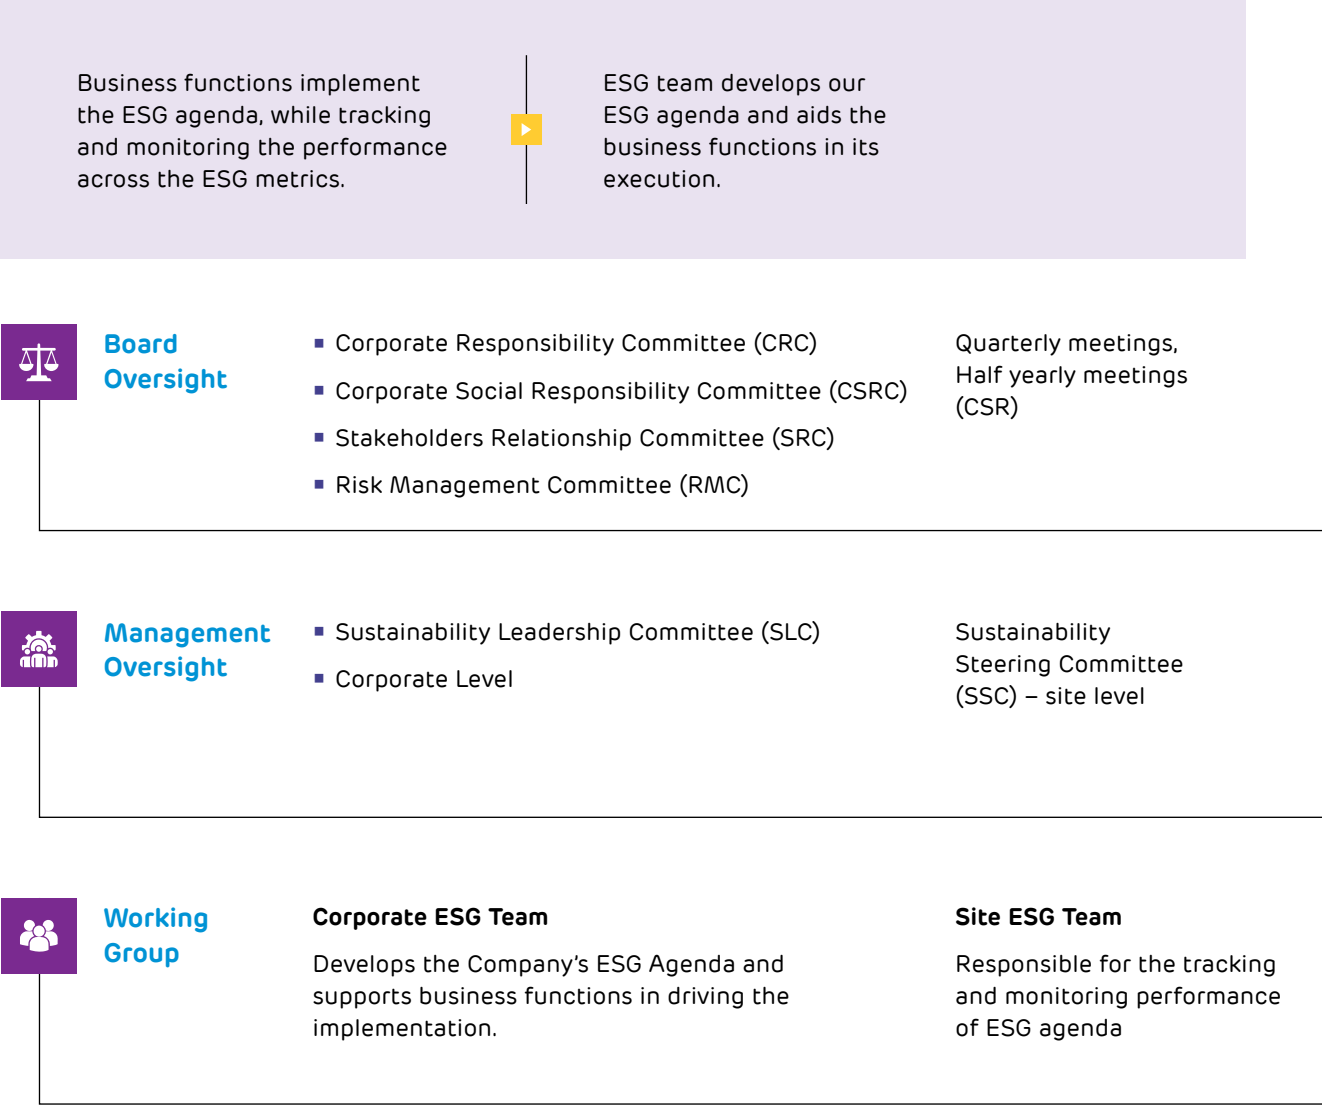 Business functions implement
the ESG agenda, while tracking
and monitoring the performance
across the ESG metrics.
ESG team develops our
ESG agenda and aids the
business functions in its
execution.
Board
Oversight
Corporate Responsibility Committee (CRC)
Corporate Social Responsibility Committee (CSRC)
Stakeholders Relationship Committee (SRC)
Risk Management Committee (RMC)
Quarterly meetings,
Half yearly meetings
(CSR)
Management
Oversight
Sustainability Leadership Committee (SLC)
Corporate Level
Sustainability
Steering Committee
(SSC) – site level
Working
Group
Corporate ESG Team
Develops the Company’s ESG Agenda and
supports business functions in driving the
implementation.
Site ESG Team
Responsible for the tracking
and monitoring performance
of ESG agenda